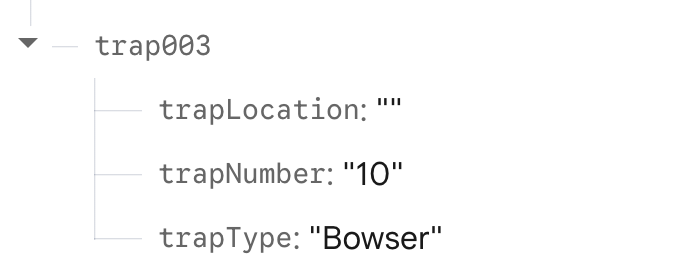 trap003
trapLocation: ""
trapNumber: "10"
trapType: "Bowser"